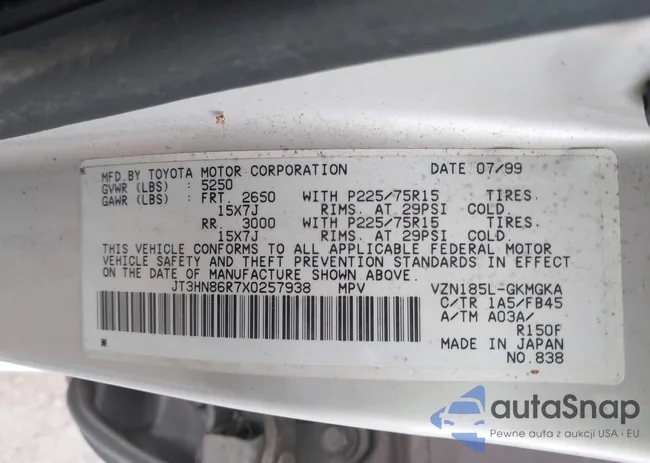 MFD.BY TOYOTA MOTOR CORPORATION DATE 07/99
GVWR (LBS) : 5250
GAWR (LBS) : FRT. 2650 WITH P225/75R15 TIRES.
15X7J RIMS. AT 29PSI COLD.
RR. 3000 WITH P225/75R15 TIRES.
15X7J RIMS. AT 29PSI COLD.
THIS VEHICLE CONFORMS TO ALL APPLICABLE FEDERAL MOTOR
VEHICLE SAFETY AND THEFT PREVENTION STANDARDS IN EFFECT
ON THE DATE OF MANUFACTURE SHOWN ABOVE.
JT3HN86R7X0257938 MPV VZN185L-GKMGKA
C/TR 1A5/FB45
A/TM A03A/
R150F
MADE IN JAPAN
NO.838
autaSnap
Pewne auta z aukcji USA i EU